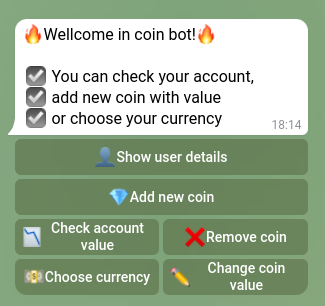 🔥Wellcome in coin bot!🔥
☑️ You can check your account,
☑️ add new coin with value
☑️ or choose your currency
18:14
👤Show user details
💎Add new coin
📉 Check account
value
❌Remove coin
💵Choose currency
✏️ Change coin
value